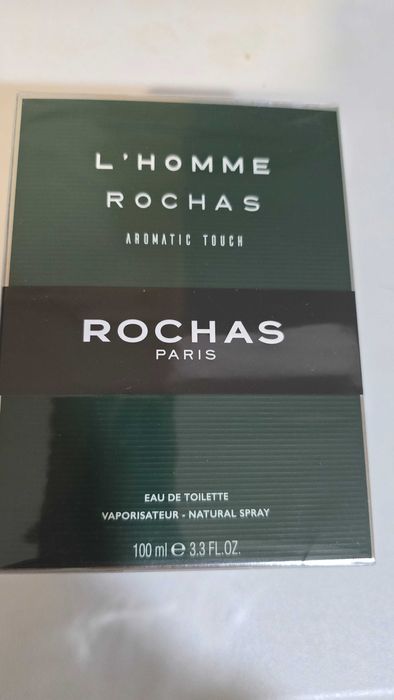 L'HOMME
ROCHAS
AROMATIC TOUCH
ROCHAS
PARIS
EAU DE TOILETTE
VAPORISATEUR - NATURAL SPRAY
100 ml ℮ 3.3 FL.OZ.